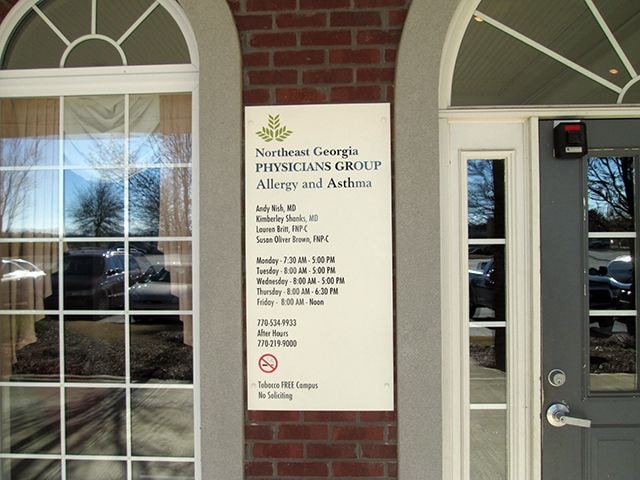 Northeast Georgia
PHYSICIANS GROUP
Allergy and Asthma
Andy Nish, MD
Kimberley Shanks, MD
Lauren Britt, FNP-C
Susan Oliver Brown, FNP-C
Monday - 7:30 AM - 5:00 PM
Tuesday - 8:00 AM - 5:00 PM
Wednesday - 8:00 AM - 5:00 PM
Thursday - 8:00 AM - 6:30 PM
Friday - 8:00 AM - Noon
770-534-9933
After Hours
770-219-9000
Tobacco FREE Campus
No Soliciting